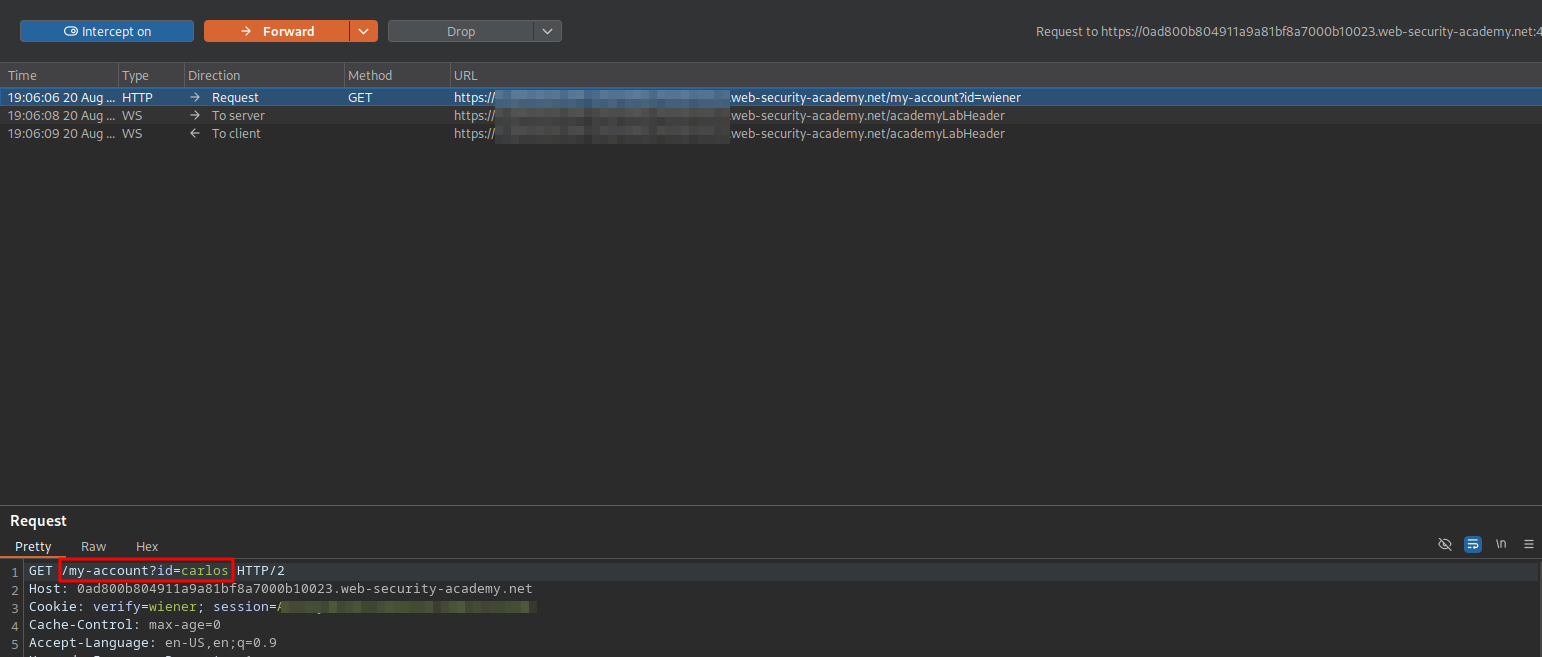 Intercept on Forward Drop Request to https://0ad800b804911a9a81bf8a7000b10023.web-security-academy.net:4
Time Type Direction Method URL
19:06:06 20 Aug ... HTTP → Request GET https:// .web-security-academy.net/my-account?id=wiener
19:06:08 20 Aug ... WS → To server https:// .web-security-academy.net/academyLabHeader
19:06:09 20 Aug ... WS ← To client https:// .web-security-academy.net/academyLabHeader
Request
Pretty Raw Hex \n
1 GET /my-account?id=carlos HTTP/2
2 Host: 0ad800b804911a9a81bf8a7000b10023.web-security-academy.net
3 Cookie: verify=wiener; session=
4 Cache-Control: max-age=0
5 Accept-Language: en-US,en;q=0.9